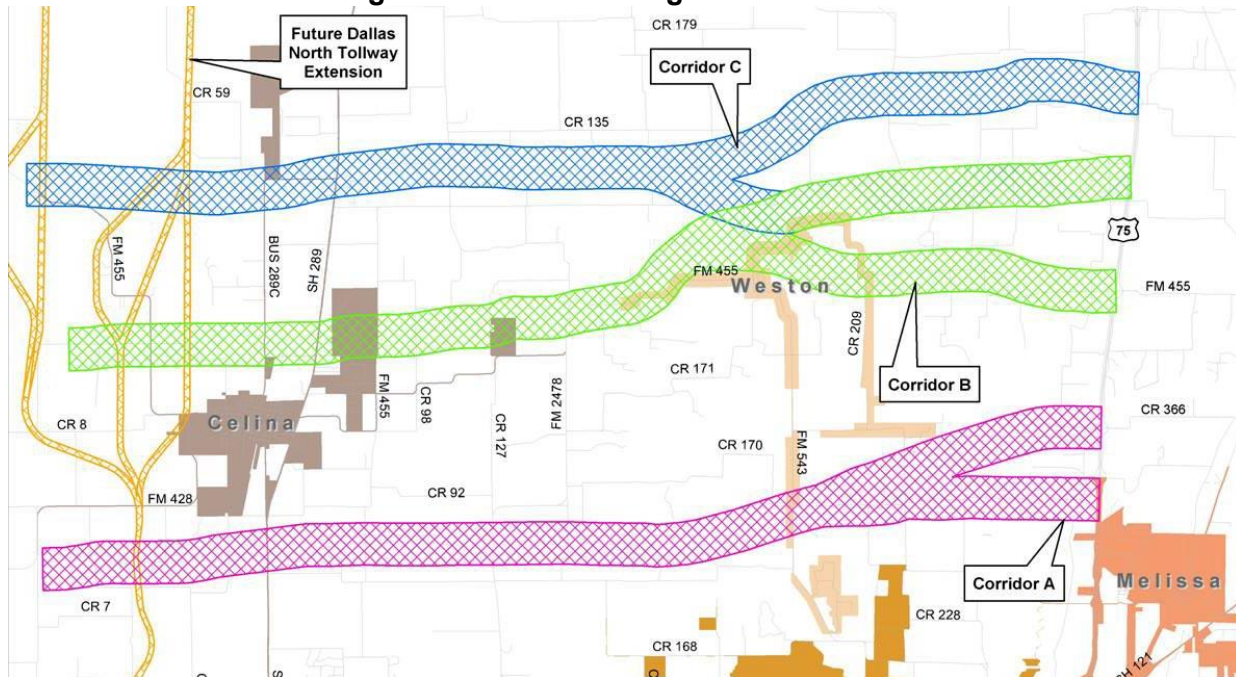 CR 179
Future Dallas
North Tollway
Extension
Corridor C
CR 59
CR 135
75
FM 455
BUS 289C
SH 289
FM 455
Weston
FM 455
CR 209
CR 171
Corridor B
FM 455
CR 98
FM 2478
CR 366
Celina
CR 8
CR 127
CR 170
FM 543
CR 92
FM 428
Corridor A
Melissa
CR 7
CR 228
CR 168
SH 121